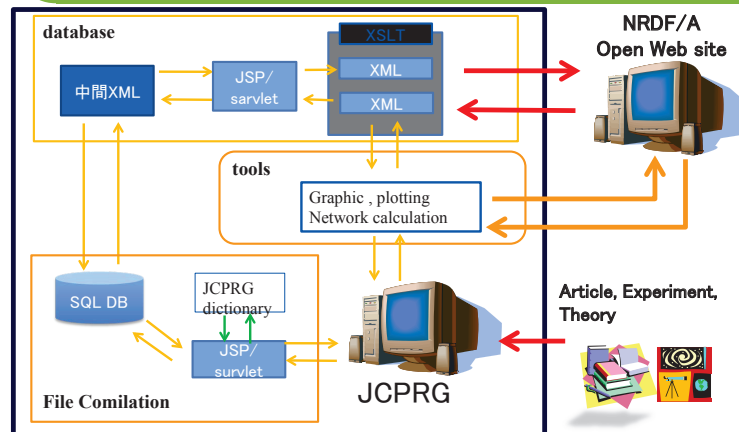 database
XSLT
中間XML
JSP/
sarvlet
XML
XML
NRDF/A
Open Web site
tools
Graphic , plotting
Network calculation
SQL DB
JCPRG
dictionary
JSP/
survlet
File Comilation
JCPRG
Article, Experiment,
Theory